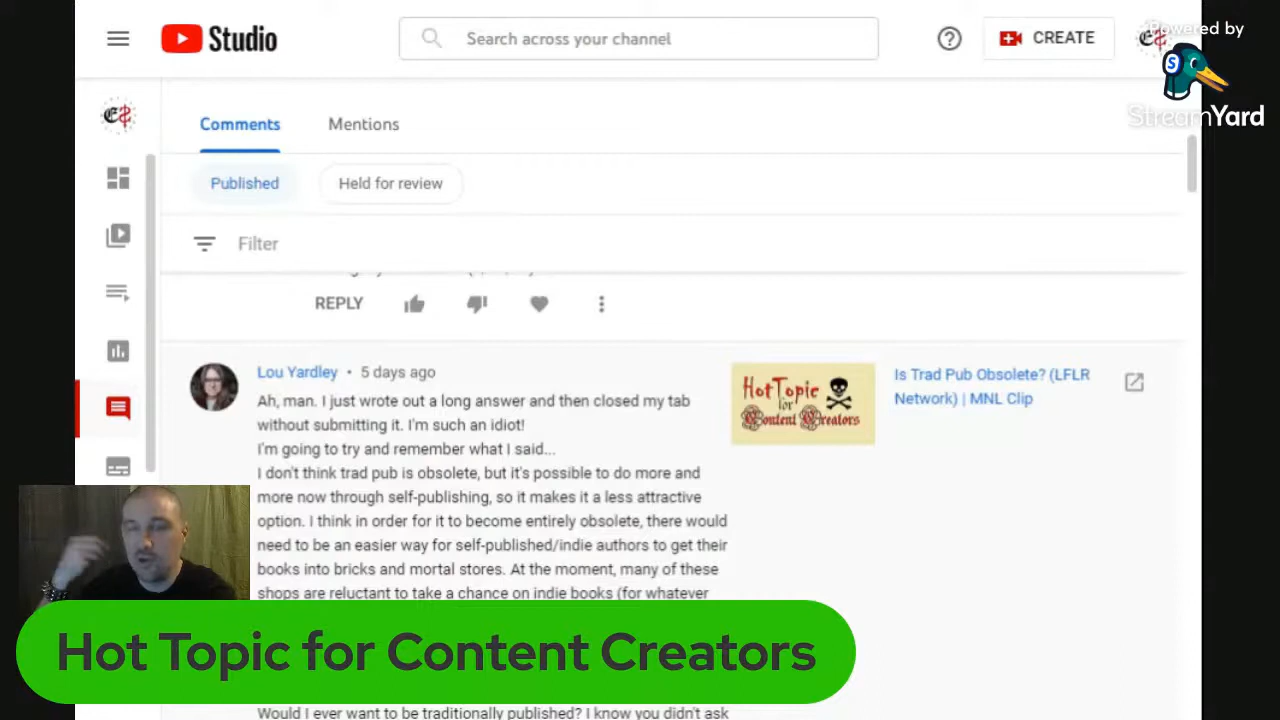 Studio
Search across your channel
CREATE
Powered by
StreamYard
Comments
Mentions
Published
Held for review
Filter
REPLY
Lou Yardley • 5 days ago
Ah, man. I just wrote out a long answer and then closed my tab
without submitting it. I'm such an idiot!
I'm going to try and remember what I said...
I don't think trad pub is obsolete, but it's possible to do more and
more now through self-publishing, so it makes it a less attractive
option. I think in order for it to become entirely obsolete, there would
need to be an easier way for self-published/indie authors to get their
books into bricks and mortal stores. At the moment, many of these
shops are reluctant to take a chance on indie books (for whatever
Hot Topic
for
Content Creators
Is Trad Pub Obsolete? (LFLR
Network) | MNL Clip
Hot Topic for Content Creators
Would I ever want to be traditionally published? I know you didn't ask